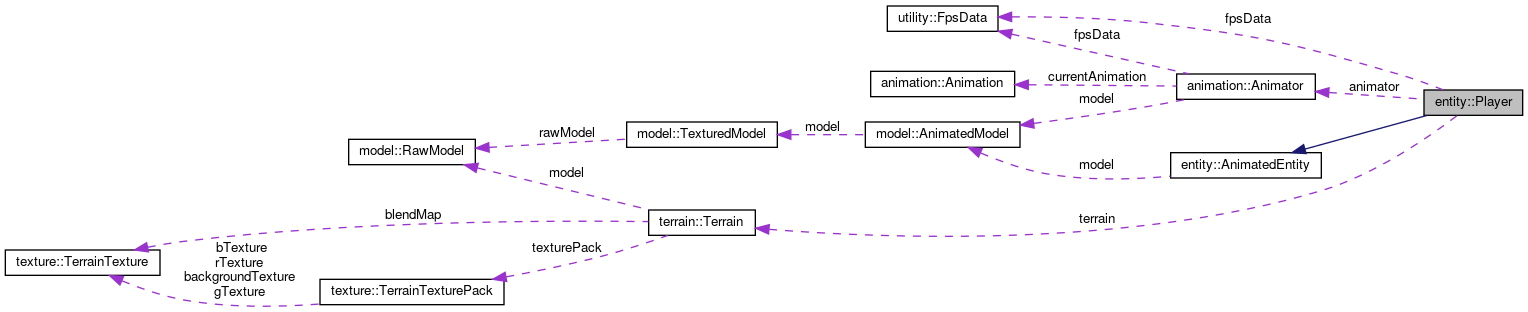 utility::FpsData
fpsData
fpsData
animation::Animation
currentAnimation
animation::Animator
animator
entity::Player
model
model::RawModel
rawModel
model::TexturedModel
model
model::AnimatedModel
model
entity::AnimatedEntity
model
terrain::Terrain
terrain
blendMap
texturePack
texture::TerrainTexture
bTexture
rTexture
backgroundTexture
gTexture
texture::TerrainTexturePack